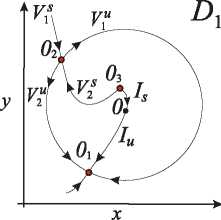 V₁ˢ V₁ᵘ D₁
O₂
O₃
V₂ᵘ V₂ˢ Iₛ
y O
Iᵤ
O₁
x